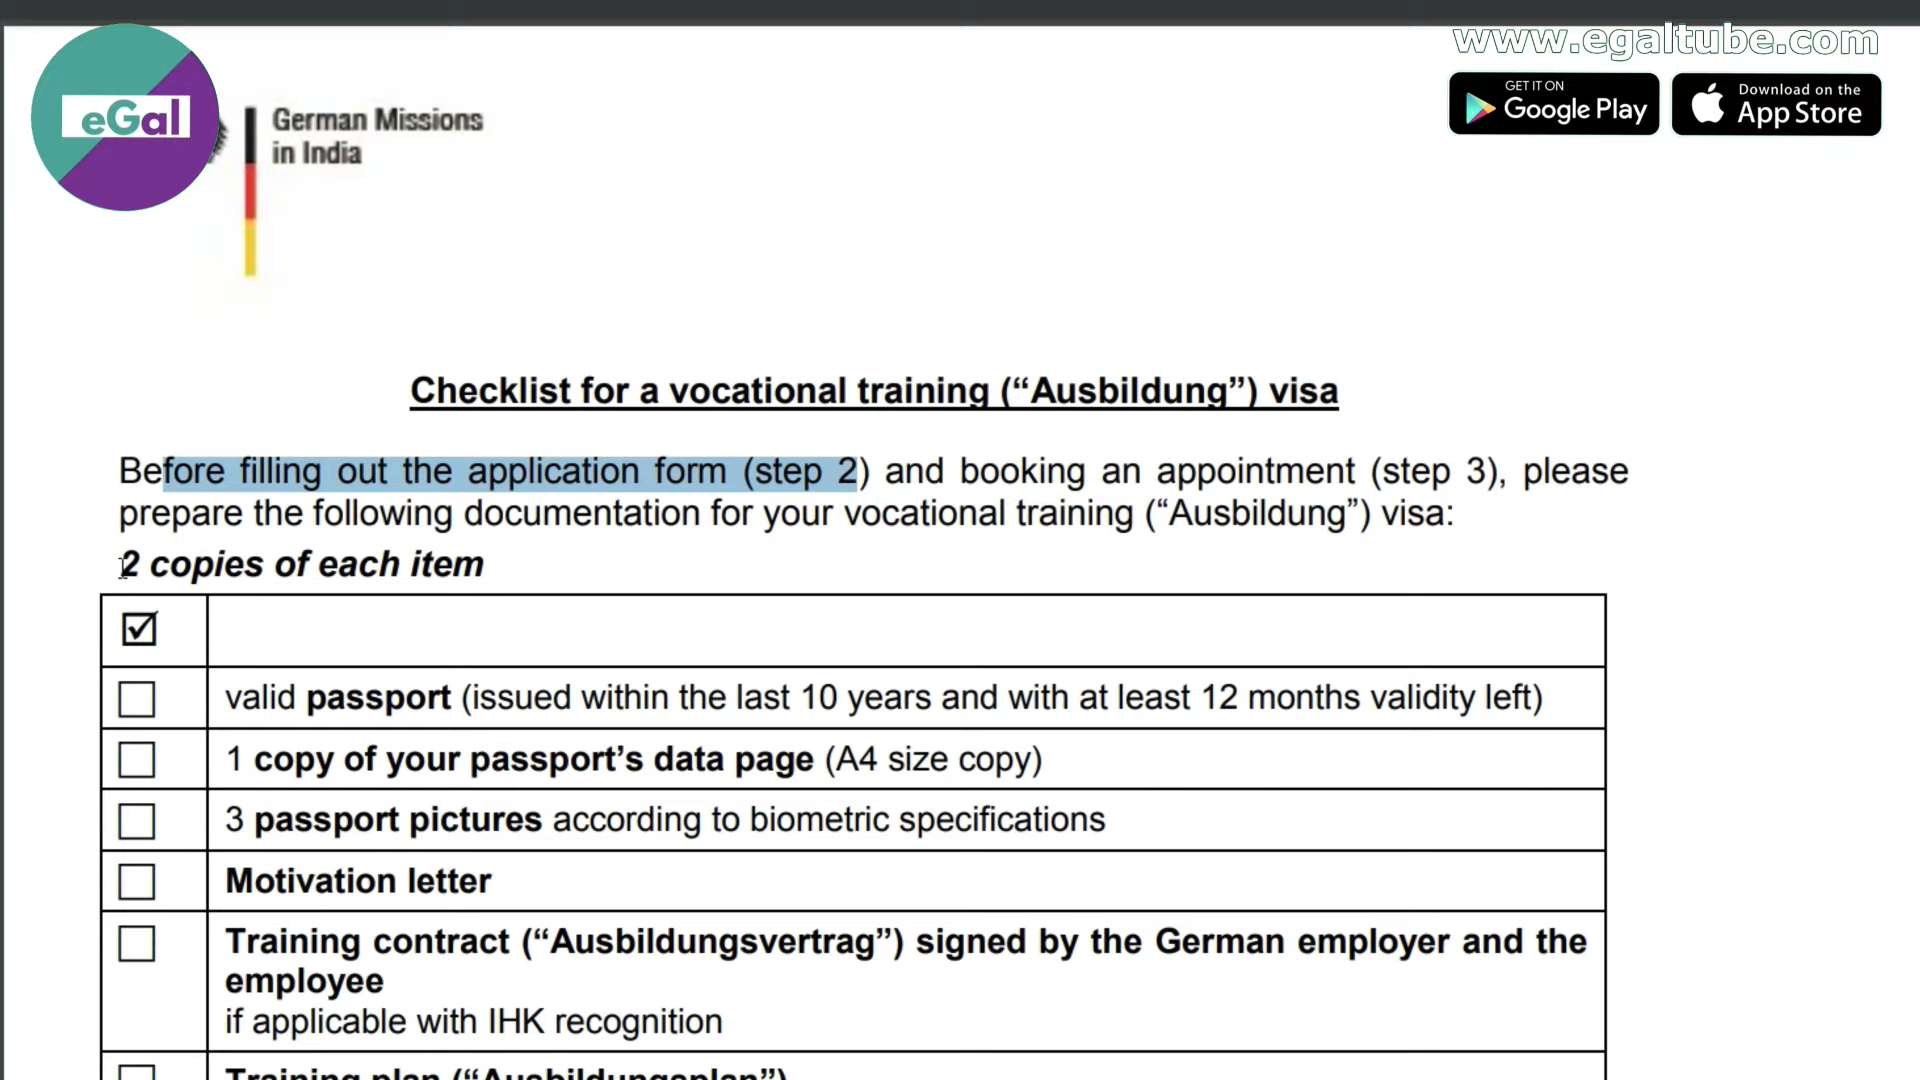 www.egaltube.com
eGal
GET IT ON
Google Play
Download on the
App Store
German Missions
in India
Checklist for a vocational training (“Ausbildung”) visa
Before filling out the application form (step 2) and booking an appointment (step 3), please
prepare the following documentation for your vocational training (“Ausbildung”) visa:
2 copies of each item
valid passport (issued within the last 10 years and with at least 12 months validity left)
1 copy of your passport’s data page (A4 size copy)
3 passport pictures according to biometric specifications
Motivation letter
Training contract (“Ausbildungsvertrag”) signed by the German employer and the
employee
if applicable with IHK recognition
Training plan (“Ausbildungsplan”)